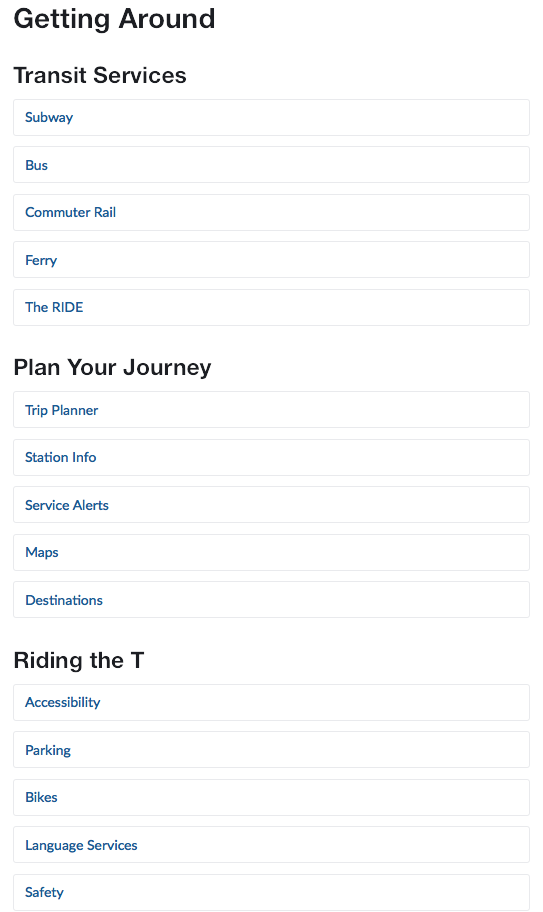 Getting Around
Transit Services
Subway
Bus
Commuter Rail
Ferry
The RIDE
Plan Your Journey
Trip Planner
Station Info
Service Alerts
Maps
Destinations
Riding the T
Accessibility
Parking
Bikes
Language Services
Safety